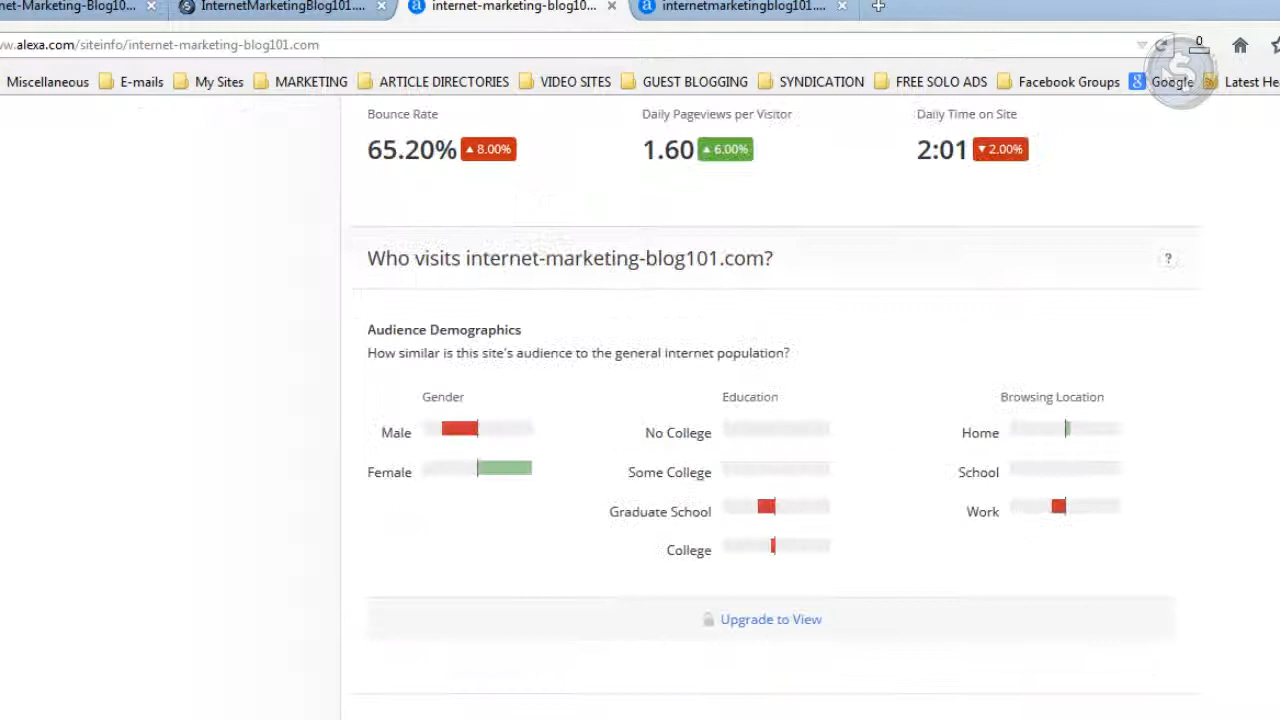 net-Marketing-Blog10...
InternetMarketingBlog101....
internet-marketing-blog10...
internetmarketingblog101....
w.alexa.com/siteinfo/internet-marketing-blog101.com
0
Miscellaneous E-mails My Sites MARKETING ARTICLE DIRECTORIES VIDEO SITES GUEST BLOGGING SYNDICATION FREE SOLO ADS Facebook Groups Google Latest He
Bounce Rate Daily Pageviews per Visitor Daily Time on Site
65.20% 8.00% 1.60 6.00% 2:01 2.00%
Who visits internet-marketing-blog101.com? ?
Audience Demographics
How similar is this site's audience to the general internet population?
Gender Education Browsing Location
Male No College Home
Female Some College School
Graduate School Work
College
Upgrade to View